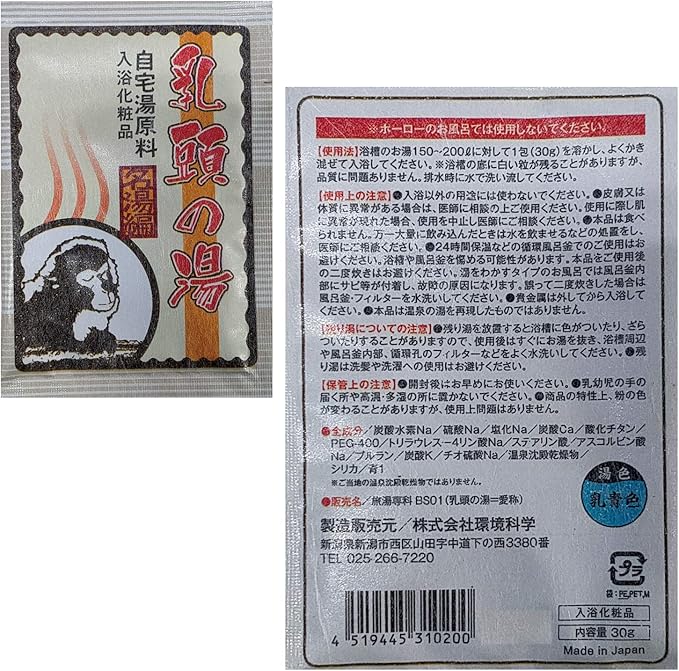 乳頭の湯
自宅湯原料
入浴化粧品
名湯
※ホーローのお風呂では使用しないでください。
【使用法】浴槽のお湯150〜200ℓに対して1包(30g)を溶かし、よくかき
混ぜて入浴してください。※浴槽の底に白い粒が残ることがありますが、
品質に問題ありません。排水時に水で洗い流してください。
【使用上の注意】●入浴以外の用途には使わないでください。●皮膚又は
体質に異常がある場合は、医師に相談の上ご使用ください。使用に際し肌
に異常が現れた場合、使用を中止し医師にご相談ください。●本品は食べ
られません。万一大量に飲み込んだときは水を飲ませるなどの処置をし、
医師にご相談ください。●24時間保温などの循環風呂釜でのご使用はお
避けください。浴槽や風呂釜を傷める可能性があります。本品をご使用後
の二度炊きはお避けください。湯をわかすタイプのお風呂では風呂釜内
部にサビ等が付着し、故障の原因になります。誤って二度炊きした場合は
風呂釜・フィルターを水洗いしてください。●貴金属は外してから入浴して
ください。●本品は温泉の湯を再現したものではありません。
【残り湯についての注意】●残り湯を放置すると浴槽に色がついたり、ざら
ついたりすることがありますので、使用後はすぐにお湯を抜き、浴槽周辺
や風呂釜内部、循環孔のフィルターなどをよく水洗いしてください。●残
り湯は洗髪や洗濯への使用はお避けください。
【保管上の注意】●開封後はお早めにお使いください。●乳幼児の手の
届く所や高温・多湿の所に置かないでください。●商品の特性上、粉の色
が変わることがありますが、使用上問題はありません。
●全成分/炭酸水素Na/硫酸Na/塩化Na/炭酸Ca/酸化チタン/
PEG-400/トリラウレス-4リン酸Na/ステアリン酸/アスコルビン酸
Na/プルラン/炭酸K/チオ硫酸Na/温泉沈殿乾燥物/
シリカ/青1
※ご当地の温泉沈殿乾燥物ではありません。
湯色
乳青色
●販売名/旅湯専科 BS01(乳頭の湯=愛称)
製造販売元/株式会社環境科学
新潟県新潟市西区山田字中道下の西3380番
TEL 025-266-7220
プラ
袋:PE,PET,M
入浴化粧品
内容量 30g
Made in Japan
4 519445 310200